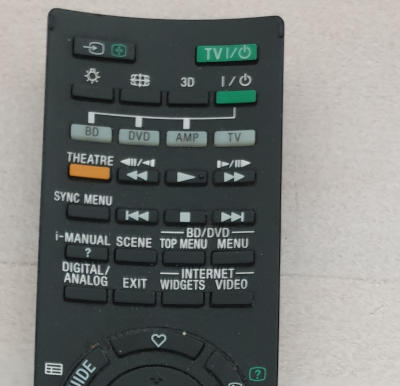 TV I/⏻
3D I/⏻
BD DVD AMP TV
THEATRE
SYNC MENU
BD/DVD
i-MANUAL SCENE TOP MENU MENU
?
DIGITAL/ INTERNET
ANALOG EXIT WIDGETS VIDEO
UIDE ?